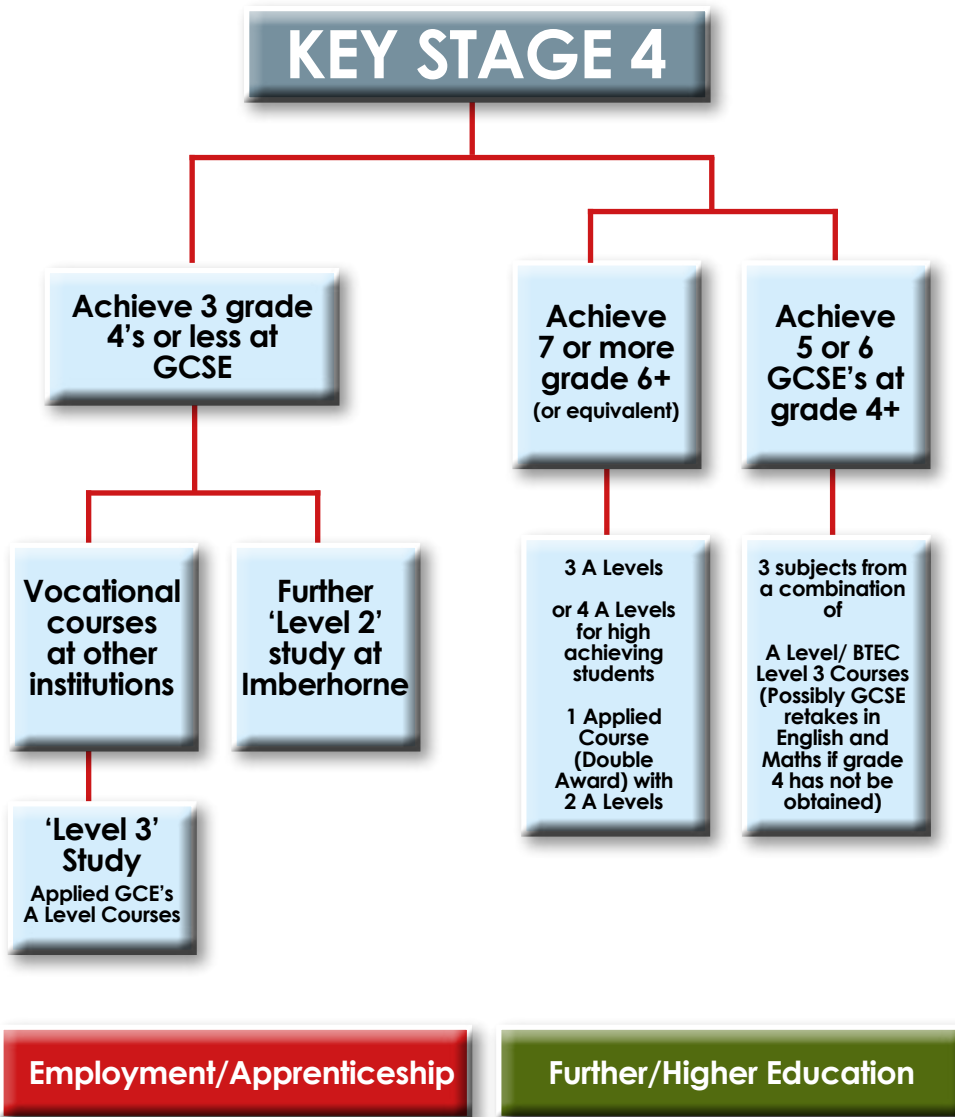 KEY STAGE 4
Achieve 3 grade
4's or less at
GCSE
Achieve
7 or more
grade 6+
(or equivalent)
Achieve
5 or 6
GCSE's at
grade 4+
Vocational
courses
at other
institutions
Further
‘Level 2’
study at
Imberhorne
3 A Levels
or 4 A Levels
for high
achieving
students
1 Applied
Course
(Double
Award) with
2 A Levels
3 subjects from
a combination
of
A Level/ BTEC
Level 3 Courses
(Possibly GCSE
retakes in
English and
Maths if grade
4 has not be
obtained)
‘Level 3’
Study
Applied GCE's
A Level Courses
Employment/Apprenticeship
Further/Higher Education